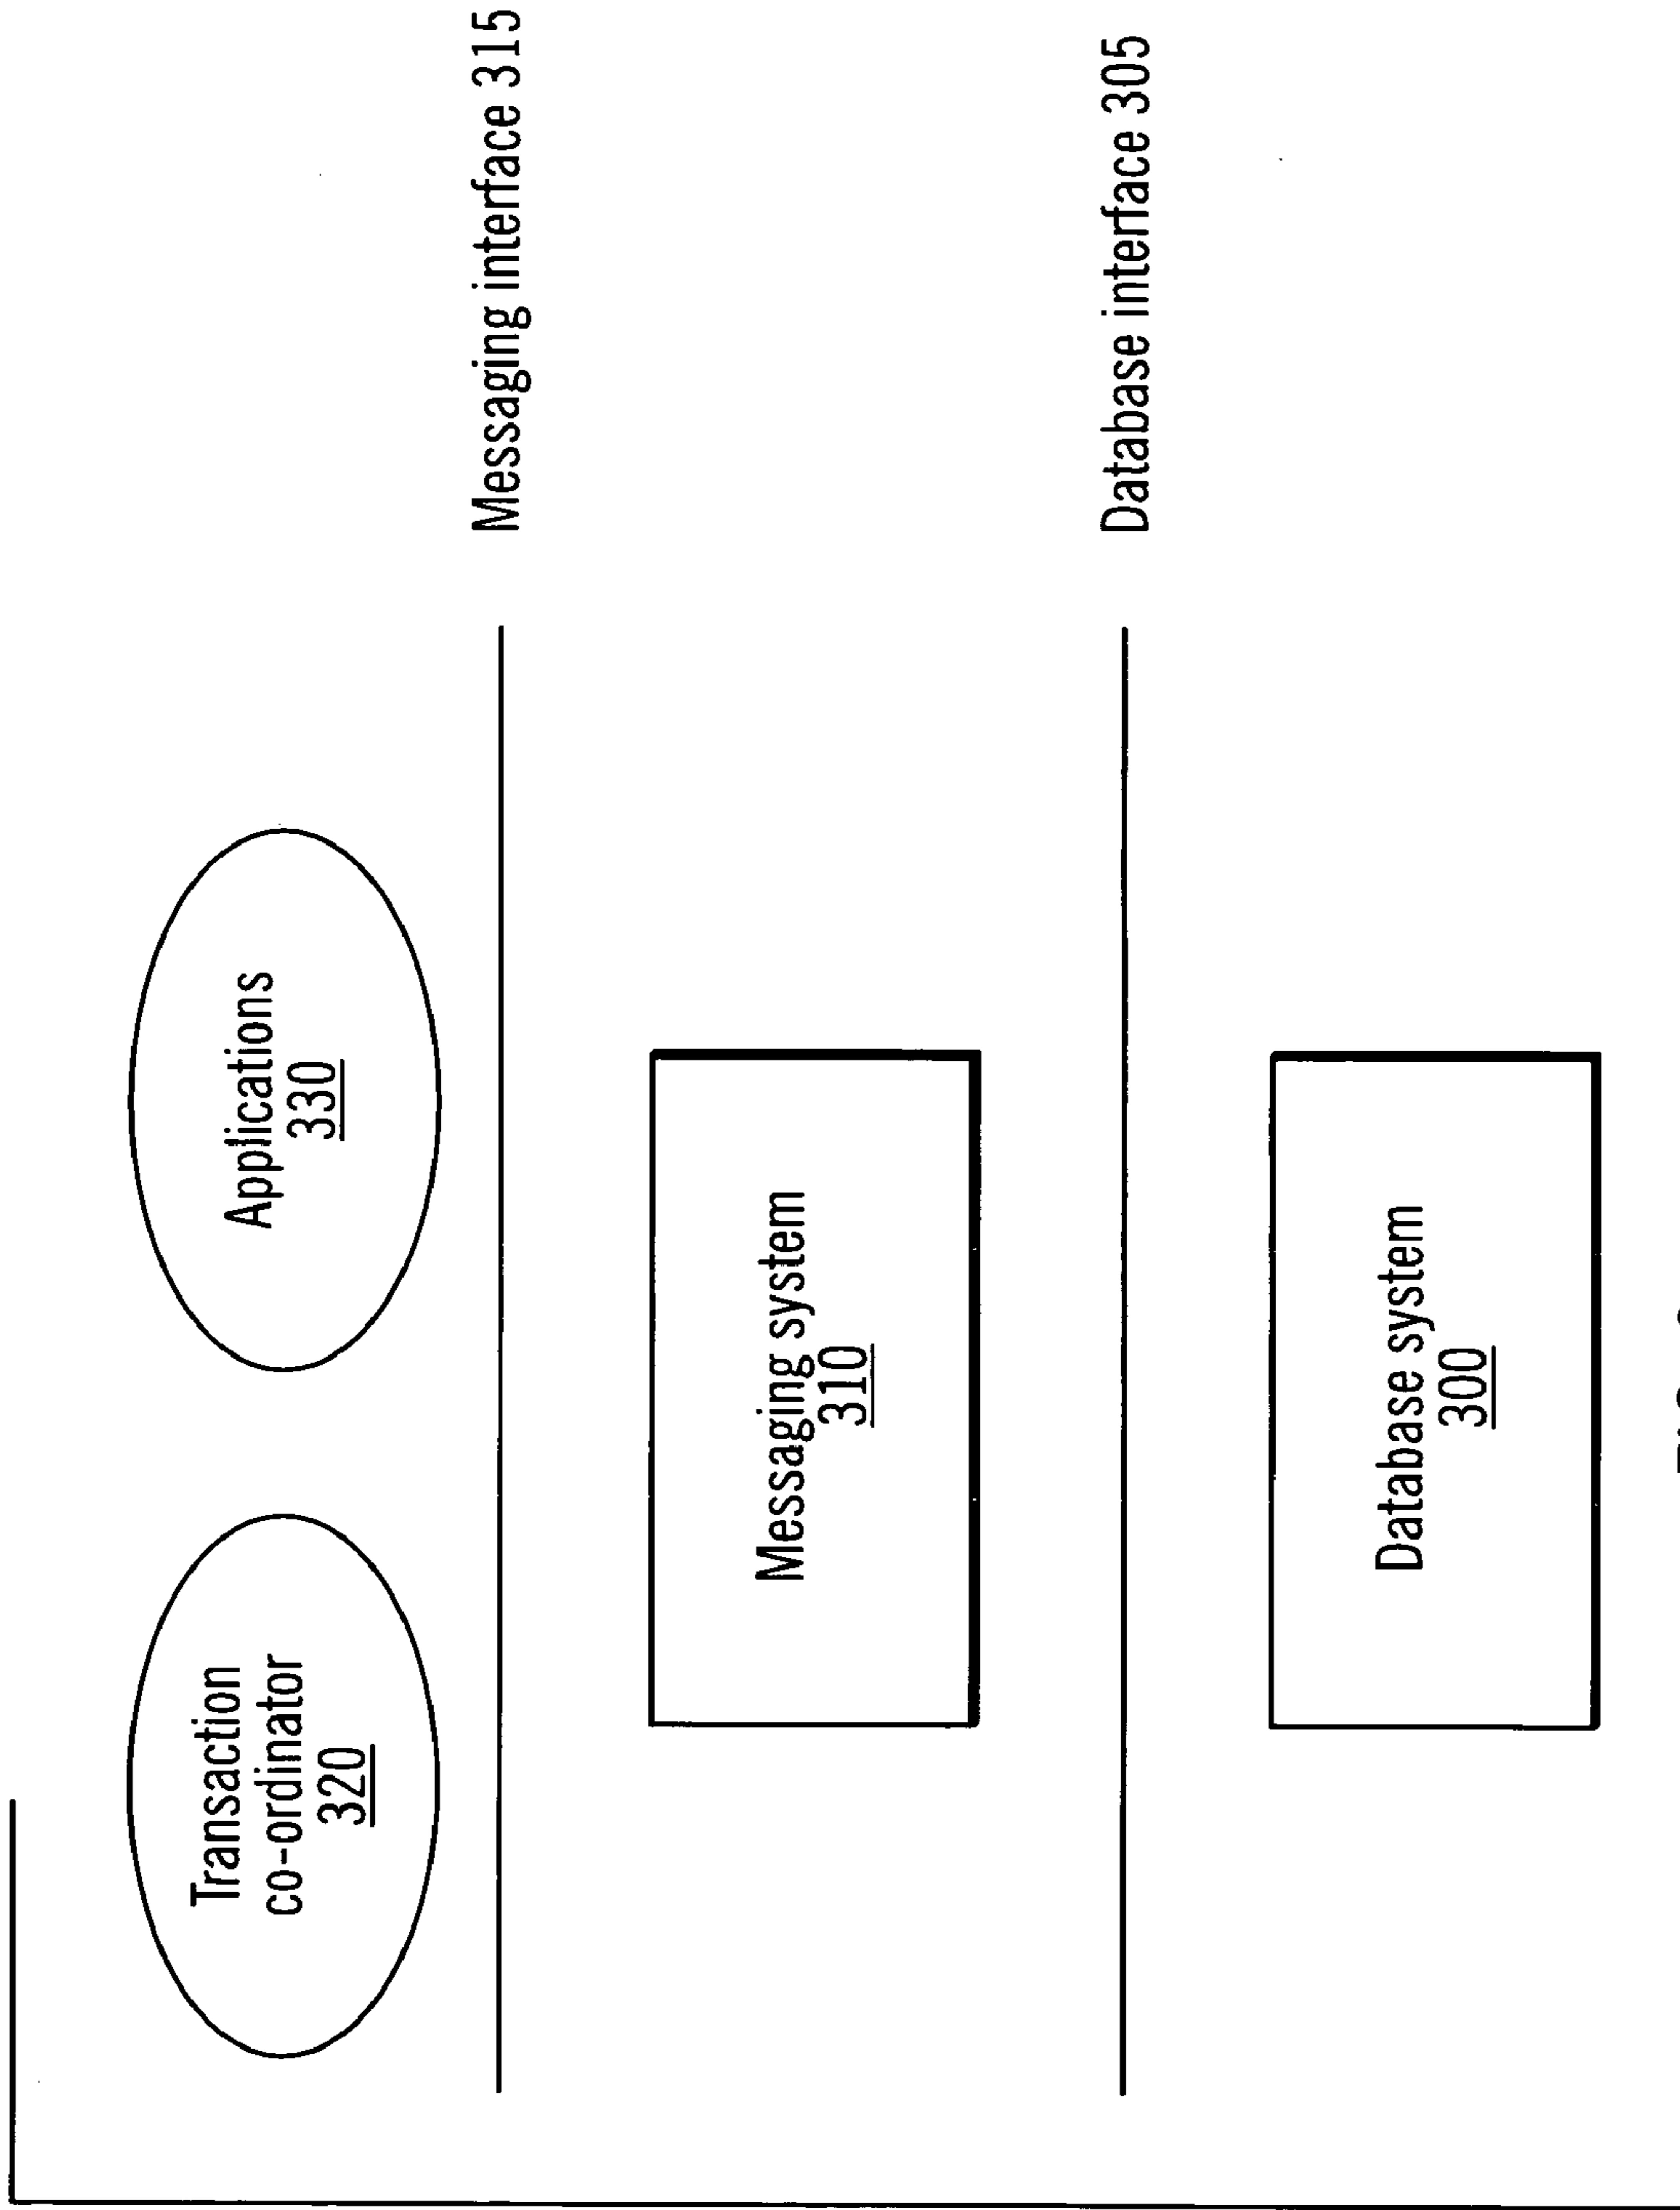 Transaction
co-ordinator
320
Applications
330
Messaging interface 315
Messaging system
310
Database interface 305
Database system
300